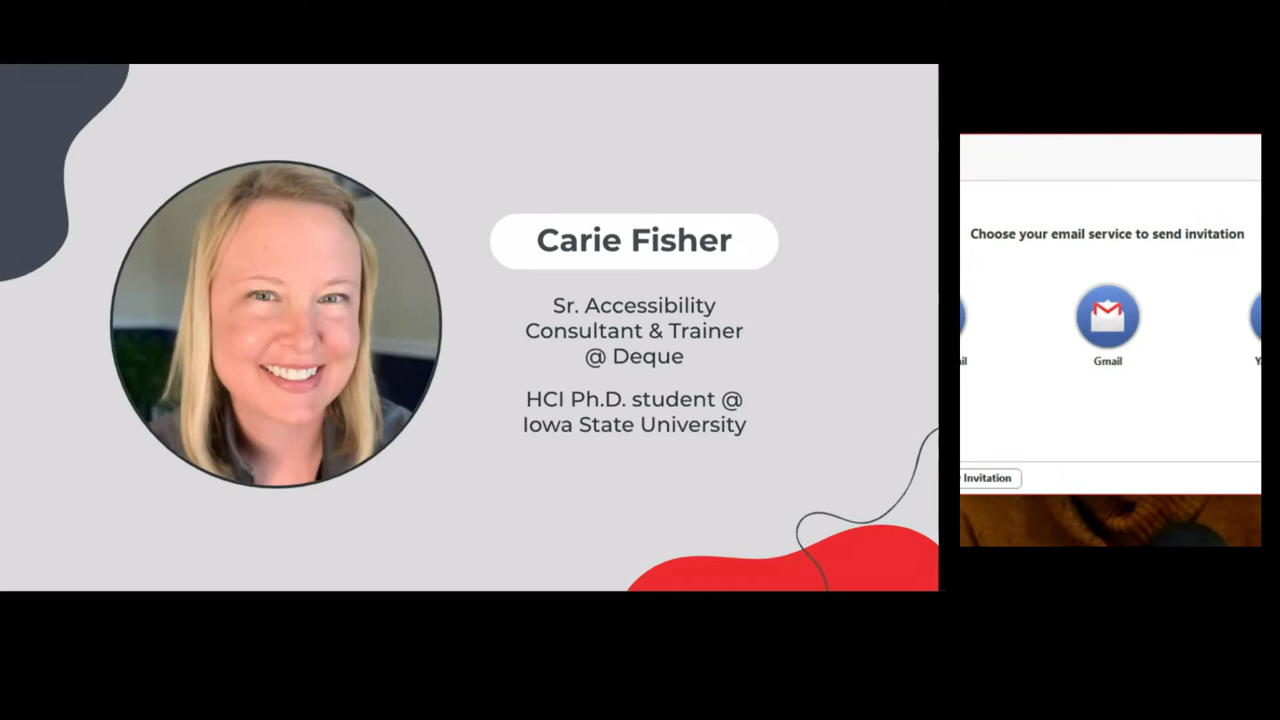 Carie Fisher
Sr. Accessibility
Consultant & Trainer
@ Deque
HCI Ph.D. student @
Iowa State University
Choose your email service to send invitation
Gmail
Invitation